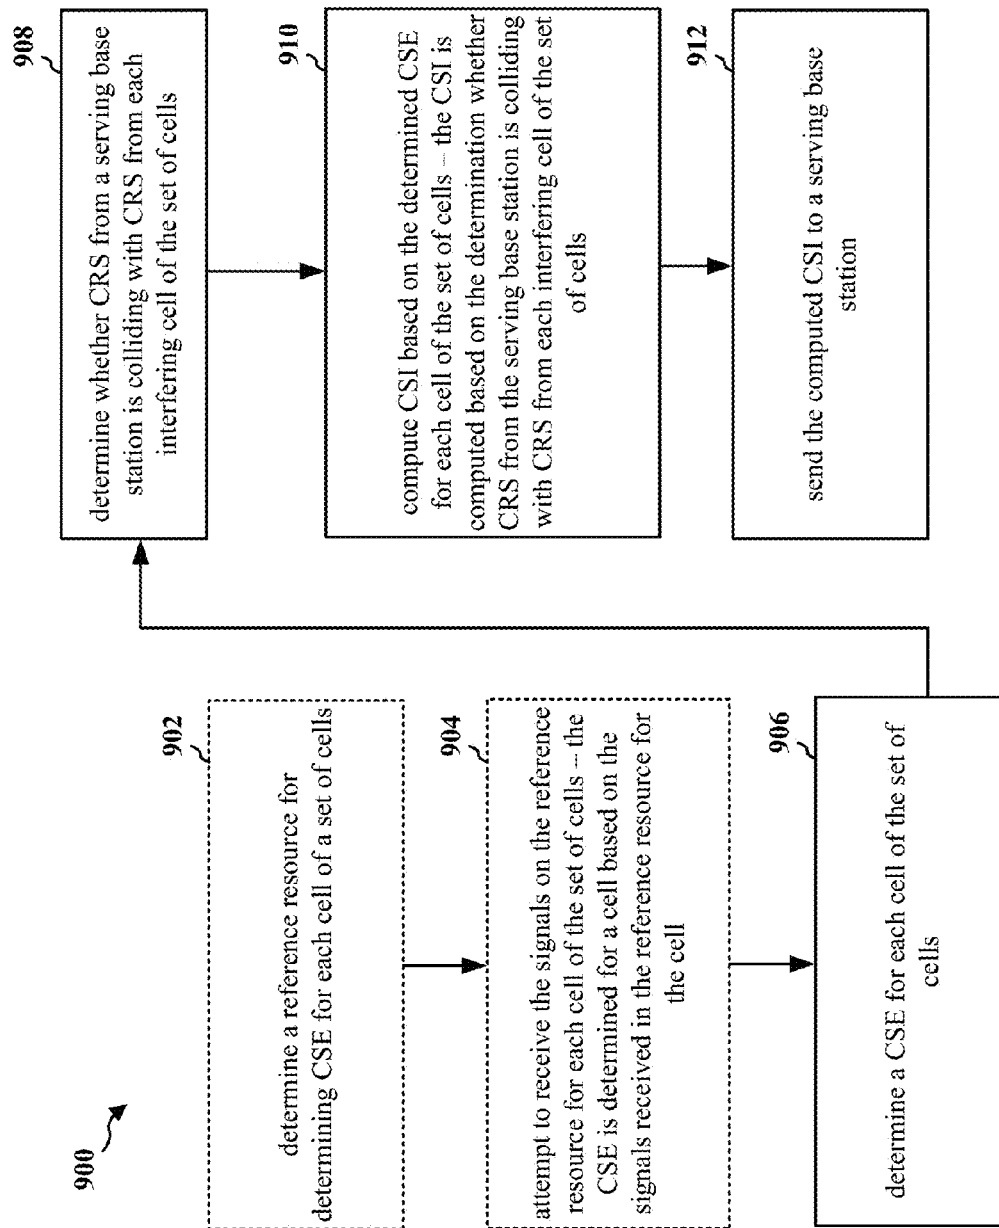 900
902
determine a reference resource for
determining CSE for each cell of a set of cells
904
attempt to receive the signals on the reference
resource for each cell of the set of cells – the
CSE is determined for a cell based on the
signals received in the reference resource for
the cell
906
determine a CSE for each cell of the set of
cells
908
determine whether CRS from a serving base
station is colliding with CRS from each
interfering cell of the set of cells
910
compute CSI based on the determined CSE
for each cell of the set of cells – the CSI is
computed based on the determination whether
CRS from the serving base station is colliding
with CRS from each interfering cell of the set
of cells
912
send the computed CSI to a serving base
station